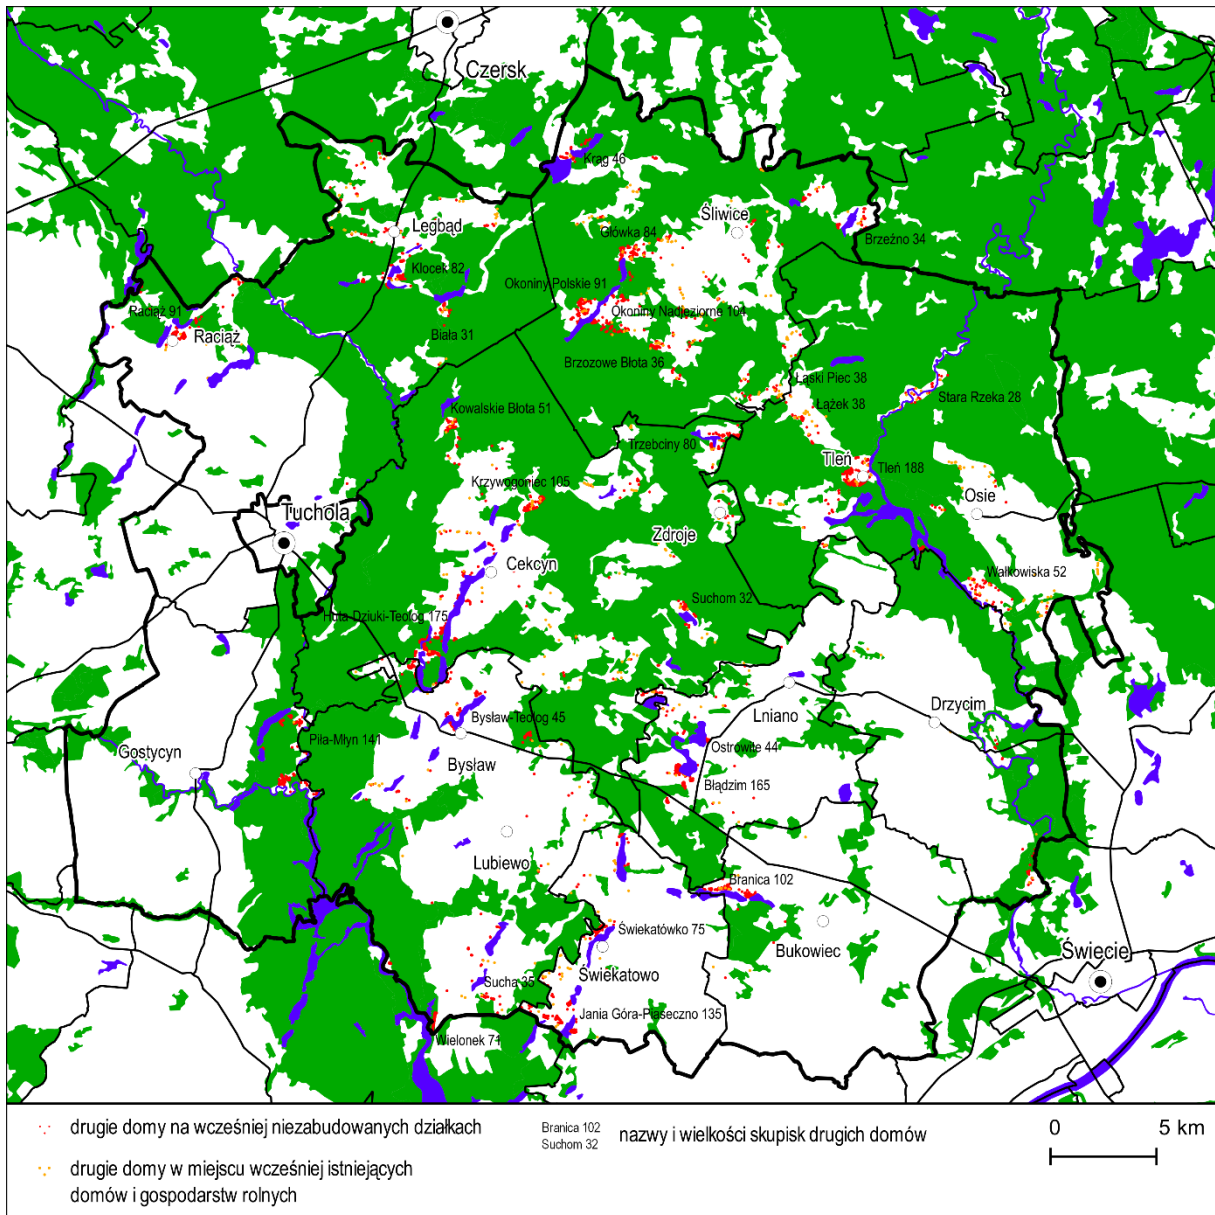 Czersk
Krąg 46
Śliwice
Legbąd
Główka 84
Brzeźno 34
Kłocek 82
Okoniny Polskie 91
Raciąż 91
Okoniny Nadjeziorne 104
Raciąż
Biała 31
Brzozowe Błota 36
Łaski Piec 38
Kowalskie Błota 51
Łążek 38
Stara Rzeka 28
Trzebciny 80
Tleń
Tleń 188
Krzywogoniec 105
Osie
Tuchola
Zdroje
Cekcyn
Wałkowiska 52
Suchom 32
Huta-Dziuki-Teolog 175
Drzycim
Lniano
Bysław-Teolog 45
Piła-Młyn 141
Ostrowite 44
Gostycyn
Bysław
Błądzim 165
Lubiewo
Branica 102
Świekatówko 75
Bukowiec
Świecie
Świekatowo
Sucha 35
Jania Góra-Piaseczno 135
Wielonek 71
drugie domy na wcześniej niezabudowanych działkach
drugie domy w miejscu wcześniej istniejących
domów i gospodarstw rolnych
Branica 102
Suchom 32
nazwy i wielkości skupisk drugich domów
0 5 km